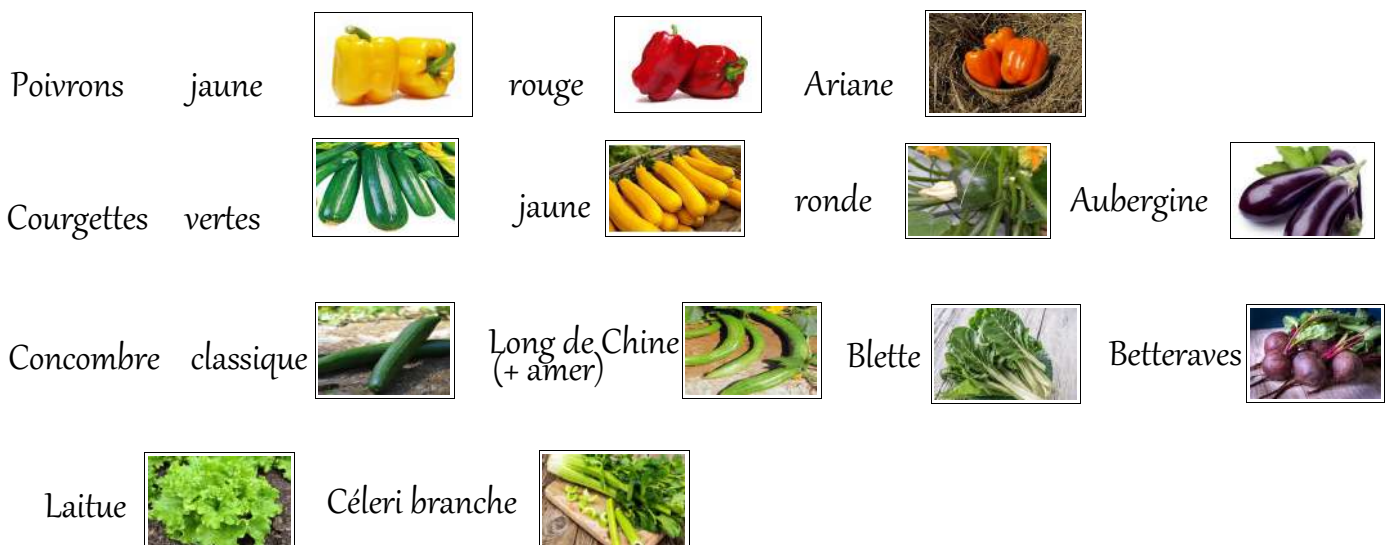 Poivrons jaune rouge Ariane
Courgettes vertes jaune ronde Aubergine
Concombre classique Long de Chine Blette Betteraves
(+ amer)
Laitue Céleri branche